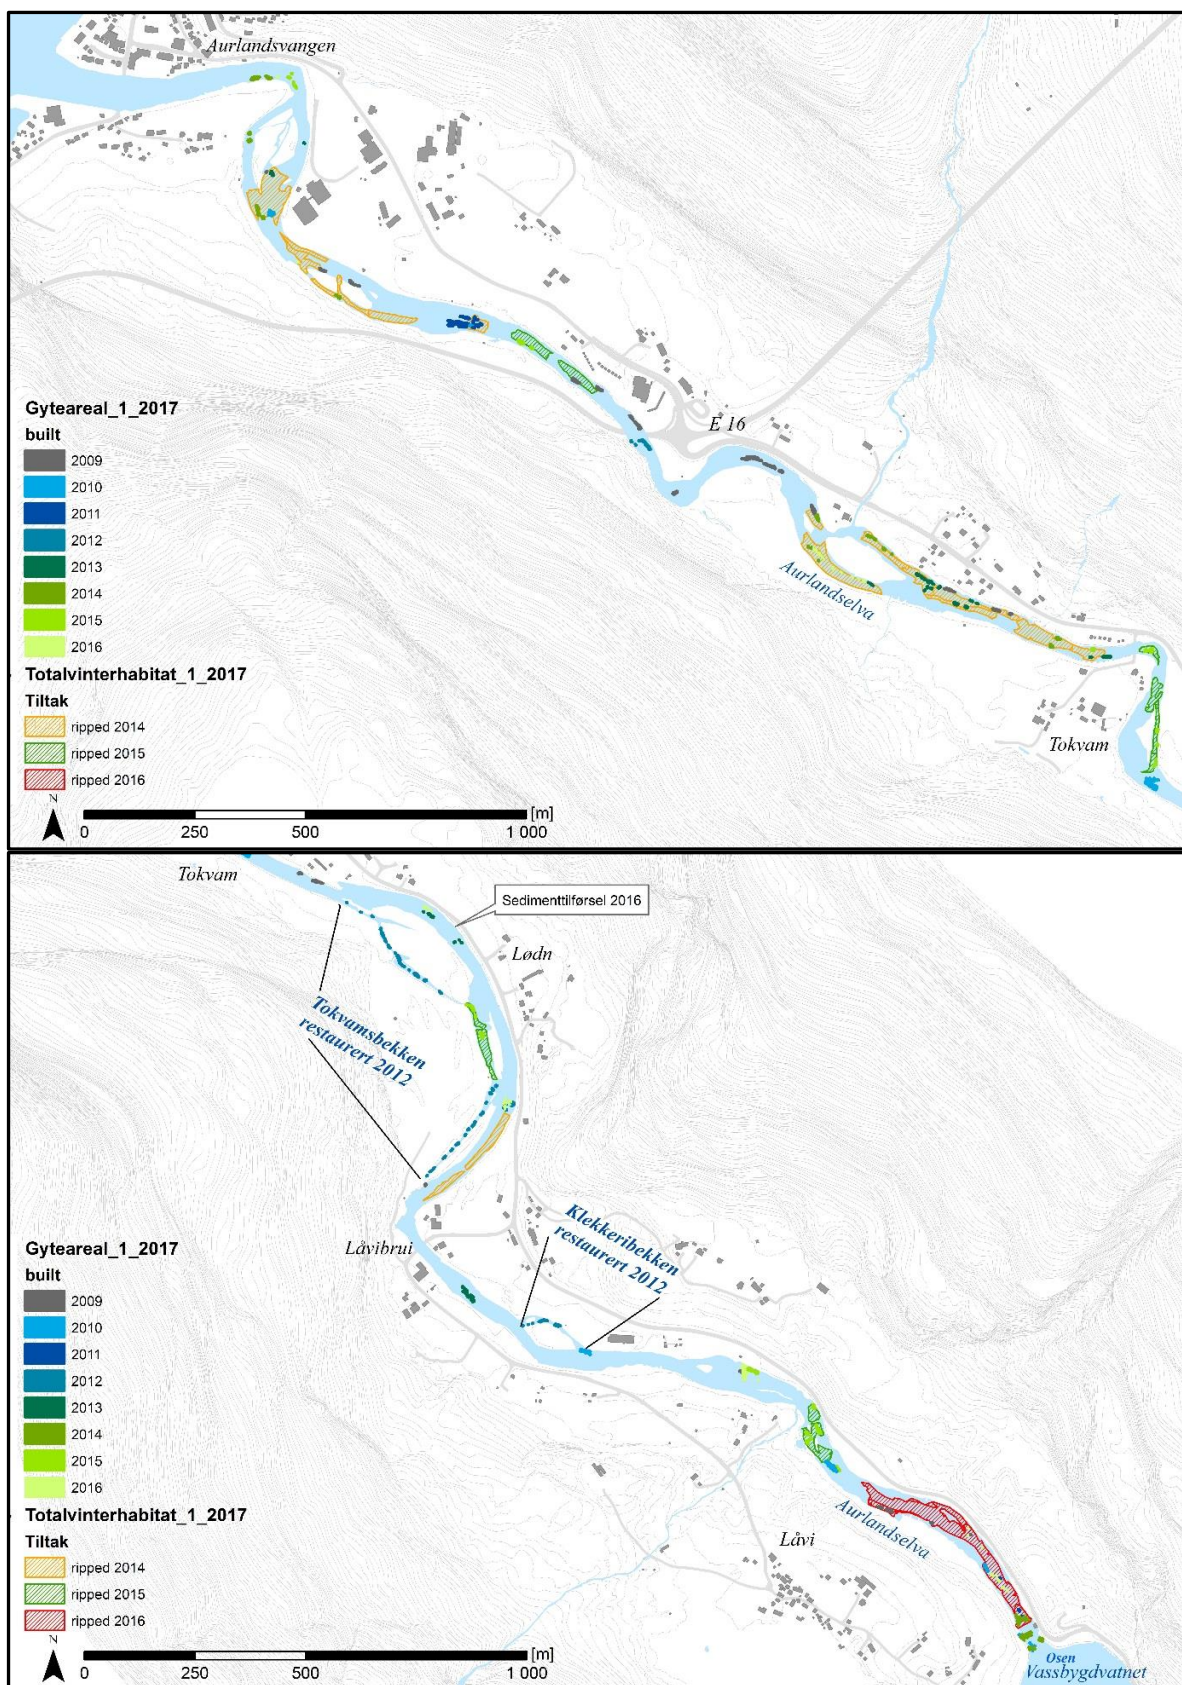 Aurlandsvangen
E 16
Aurlandselva
Tokvam
Gyteareal_1_2017
built
2009
2010
2011
2012
2013
2014
2015
2016
Totalvinterhabitat_1_2017
Tiltak
ripped 2014
ripped 2015
ripped 2016
N
[m]
0 250 500 1 000
Tokvam
Sedimenttilførsel 2016
Lødn
Tokvamsbekken
restaurert 2012
Klekkeribekken
restaurert 2012
Låvibrui
Gyteareal_1_2017
built
2009
2010
2011
2012
2013
2014
2015
2016
Aurlandselva
Låvi
Totalvinterhabitat_1_2017
Tiltak
ripped 2014
ripped 2015
ripped 2016
N
[m]
0 250 500 1 000
Osen
Vassbygdvatnet